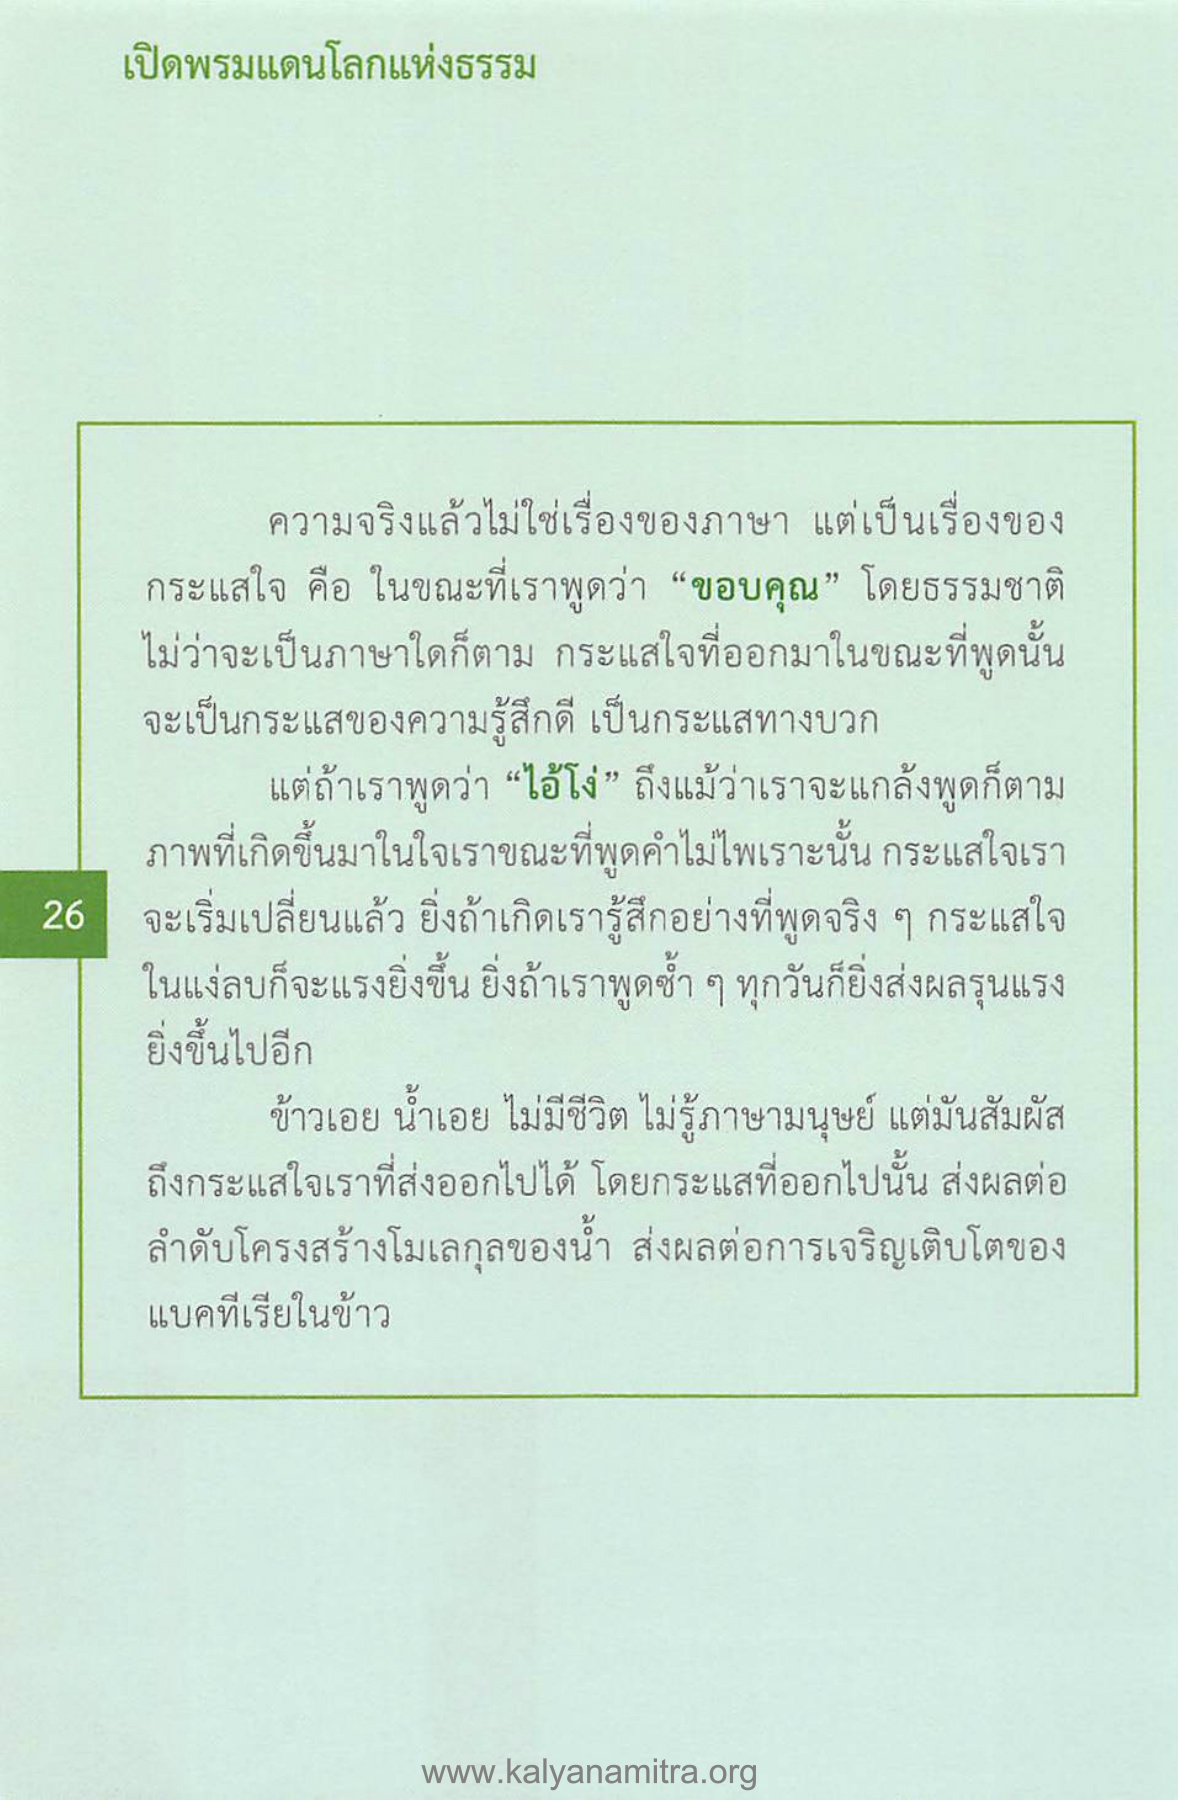 เปิดพรมแดนโลกแห่งธรรม
ความจริงแล้วไม่ใช่เรื่องของภาษา แต่เป็นเรื่องของ
กระแสใจ คือ ในขณะที่เราพูดว่า “ขอบคุณ” โดยธรรมชาติ
ไม่ว่าจะเป็นภาษาใดก็ตาม กระแสใจที่ออกมาในขณะที่พูดนั้น
จะเป็นกระแสของความรู้สึกดี เป็นกระแสทางบวก
แต่ถ้าเราพูดว่า “ไอ้โง่” ถึงแม้ว่าเราจะแกล้งพูดก็ตาม
ภาพที่เกิดขึ้นมาในใจเราขณะที่พูดคำไม่ไพเราะนั้น กระแสใจเรา
26
จะเริ่มเปลี่ยนแล้ว ยิ่งถ้าเกิดเรารู้สึกอย่างที่พูดจริง ๆ กระแสใจ
ในแง่ลบก็จะแรงยิ่งขึ้น ยิ่งถ้าเราพูดซ้ำ ๆ ทุกวันก็ยิ่งส่งผลรุนแรง
ยิ่งขึ้นไปอีก
ข้าวเอย น้ำเอย ไม่มีชีวิต ไม่รู้ภาษามนุษย์ แต่มันสัมผัส
ถึงกระแสใจเราที่ส่งออกไปได้ โดยกระแสที่ออกไปนั้น ส่งผลต่อ
ลำดับโครงสร้างโมเลกุลของน้ำ ส่งผลต่อการเจริญเติบโตของ
แบคทีเรียในข้าว
www.kalyanamitra.org